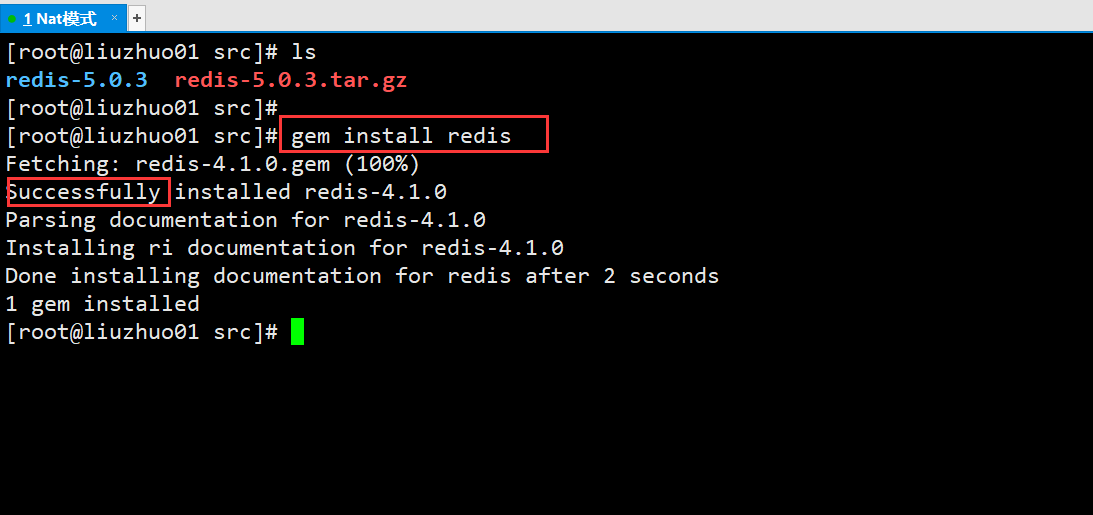 1 Nat模式 × +
[root@liuzhuo01 src]# ls
redis-5.0.3  redis-5.0.3.tar.gz
[root@liuzhuo01 src]#
[root@liuzhuo01 src]# gem install redis
Fetching: redis-4.1.0.gem (100%)
Successfully installed redis-4.1.0
Parsing documentation for redis-4.1.0
Installing ri documentation for redis-4.1.0
Done installing documentation for redis after 2 seconds
1 gem installed
[root@liuzhuo01 src]#